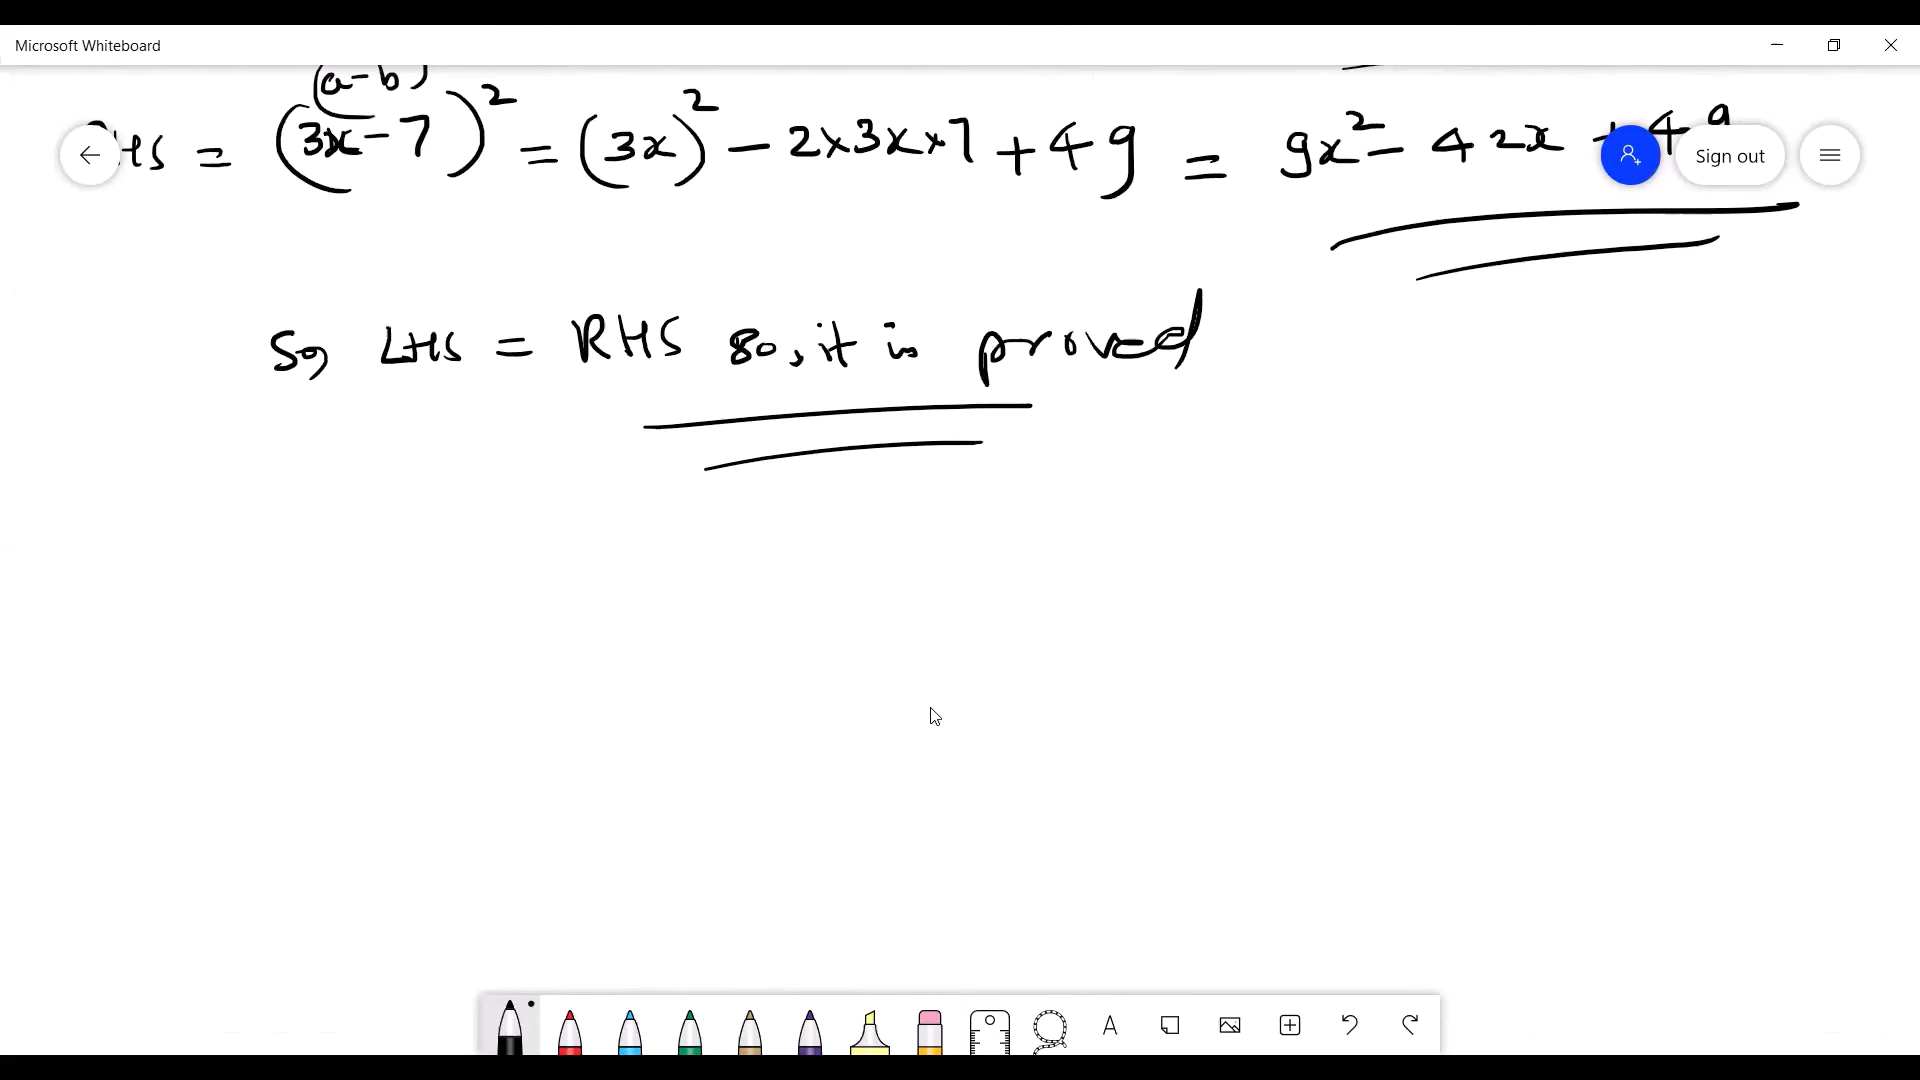 Microsoft Whiteboard
(a-b)
HS = (3x-7)² = (3x)² - 2×3x×7 + 49 = 9x² - 42x + 49
Sign out
So, LHS = RHS So, it is proved
A